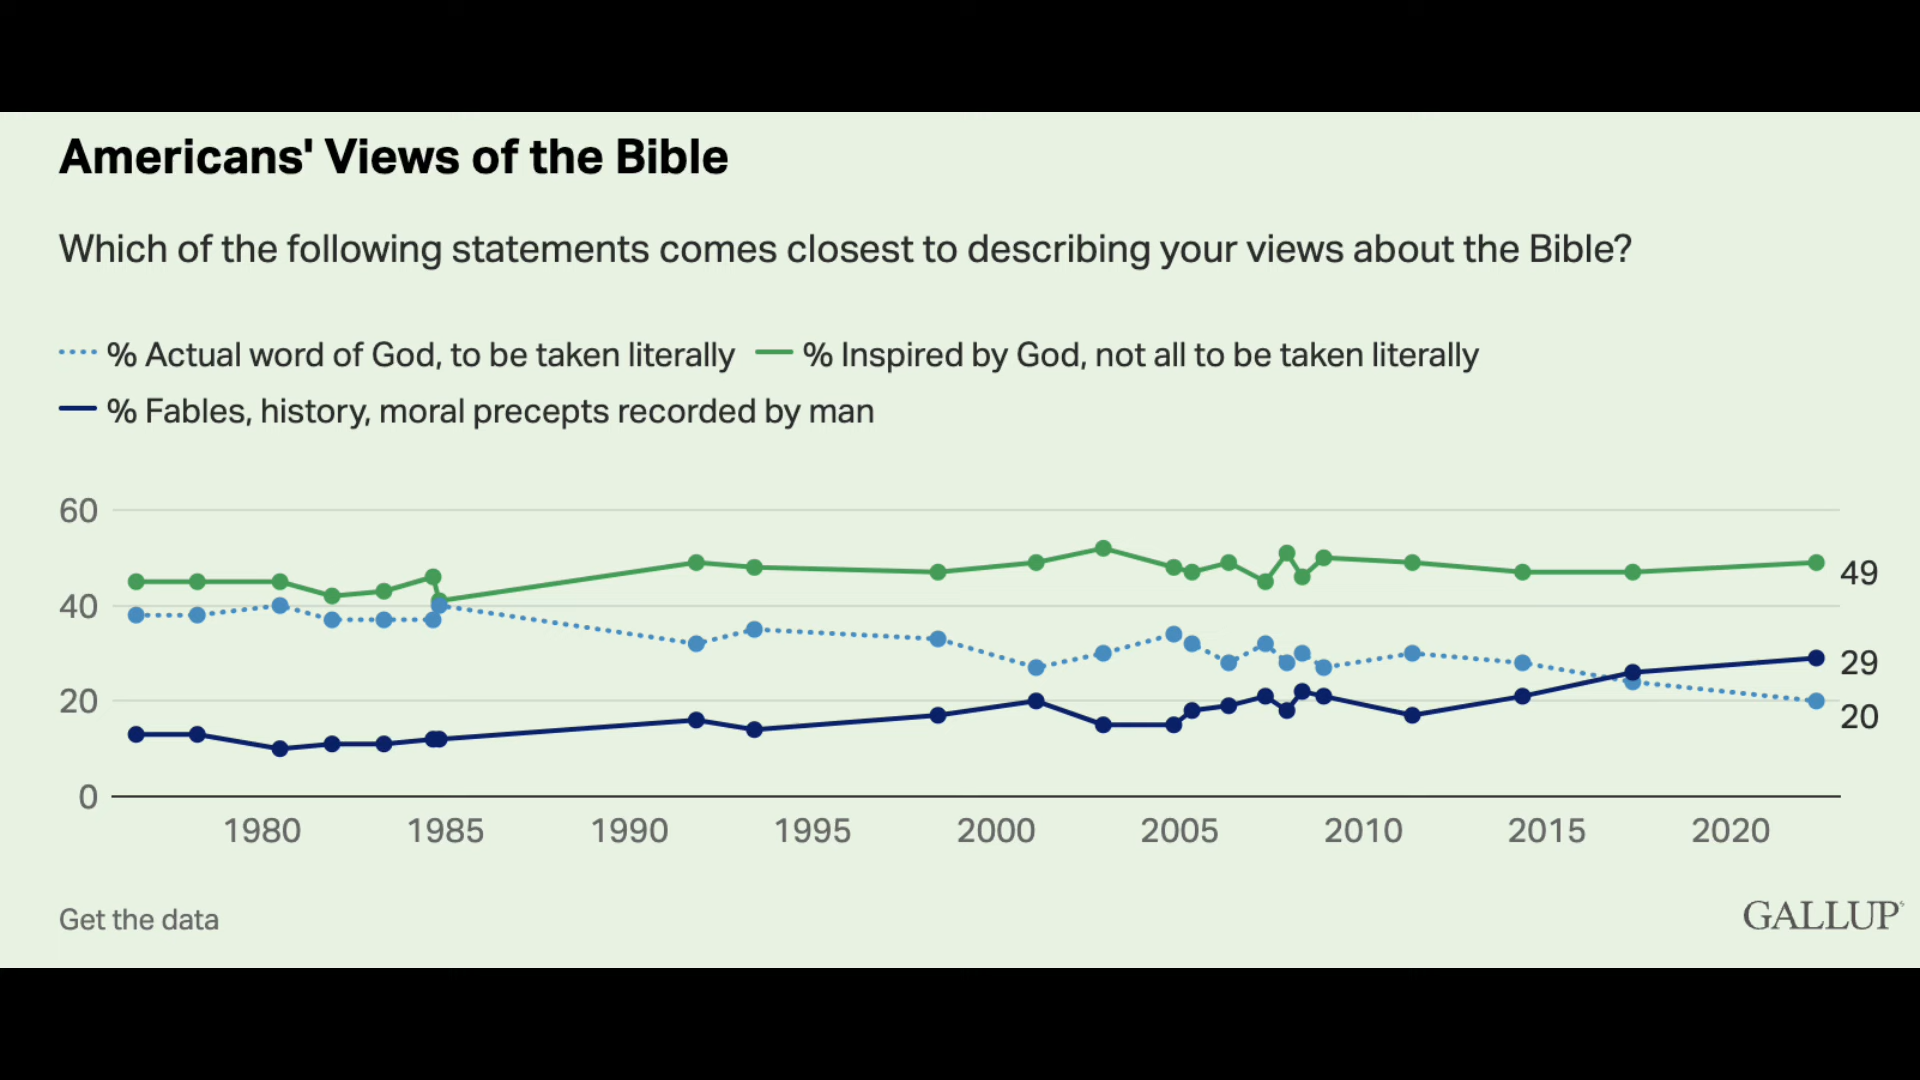 Americans' Views of the Bible
Which of the following statements comes closest to describing your views about the Bible?
% Actual word of God, to be taken literally % Inspired by God, not all to be taken literally
% Fables, history, moral precepts recorded by man
60
40
20
0
49
29
20
1980 1985 1990 1995 2000 2005 2010 2015 2020
Get the data
GALLUP